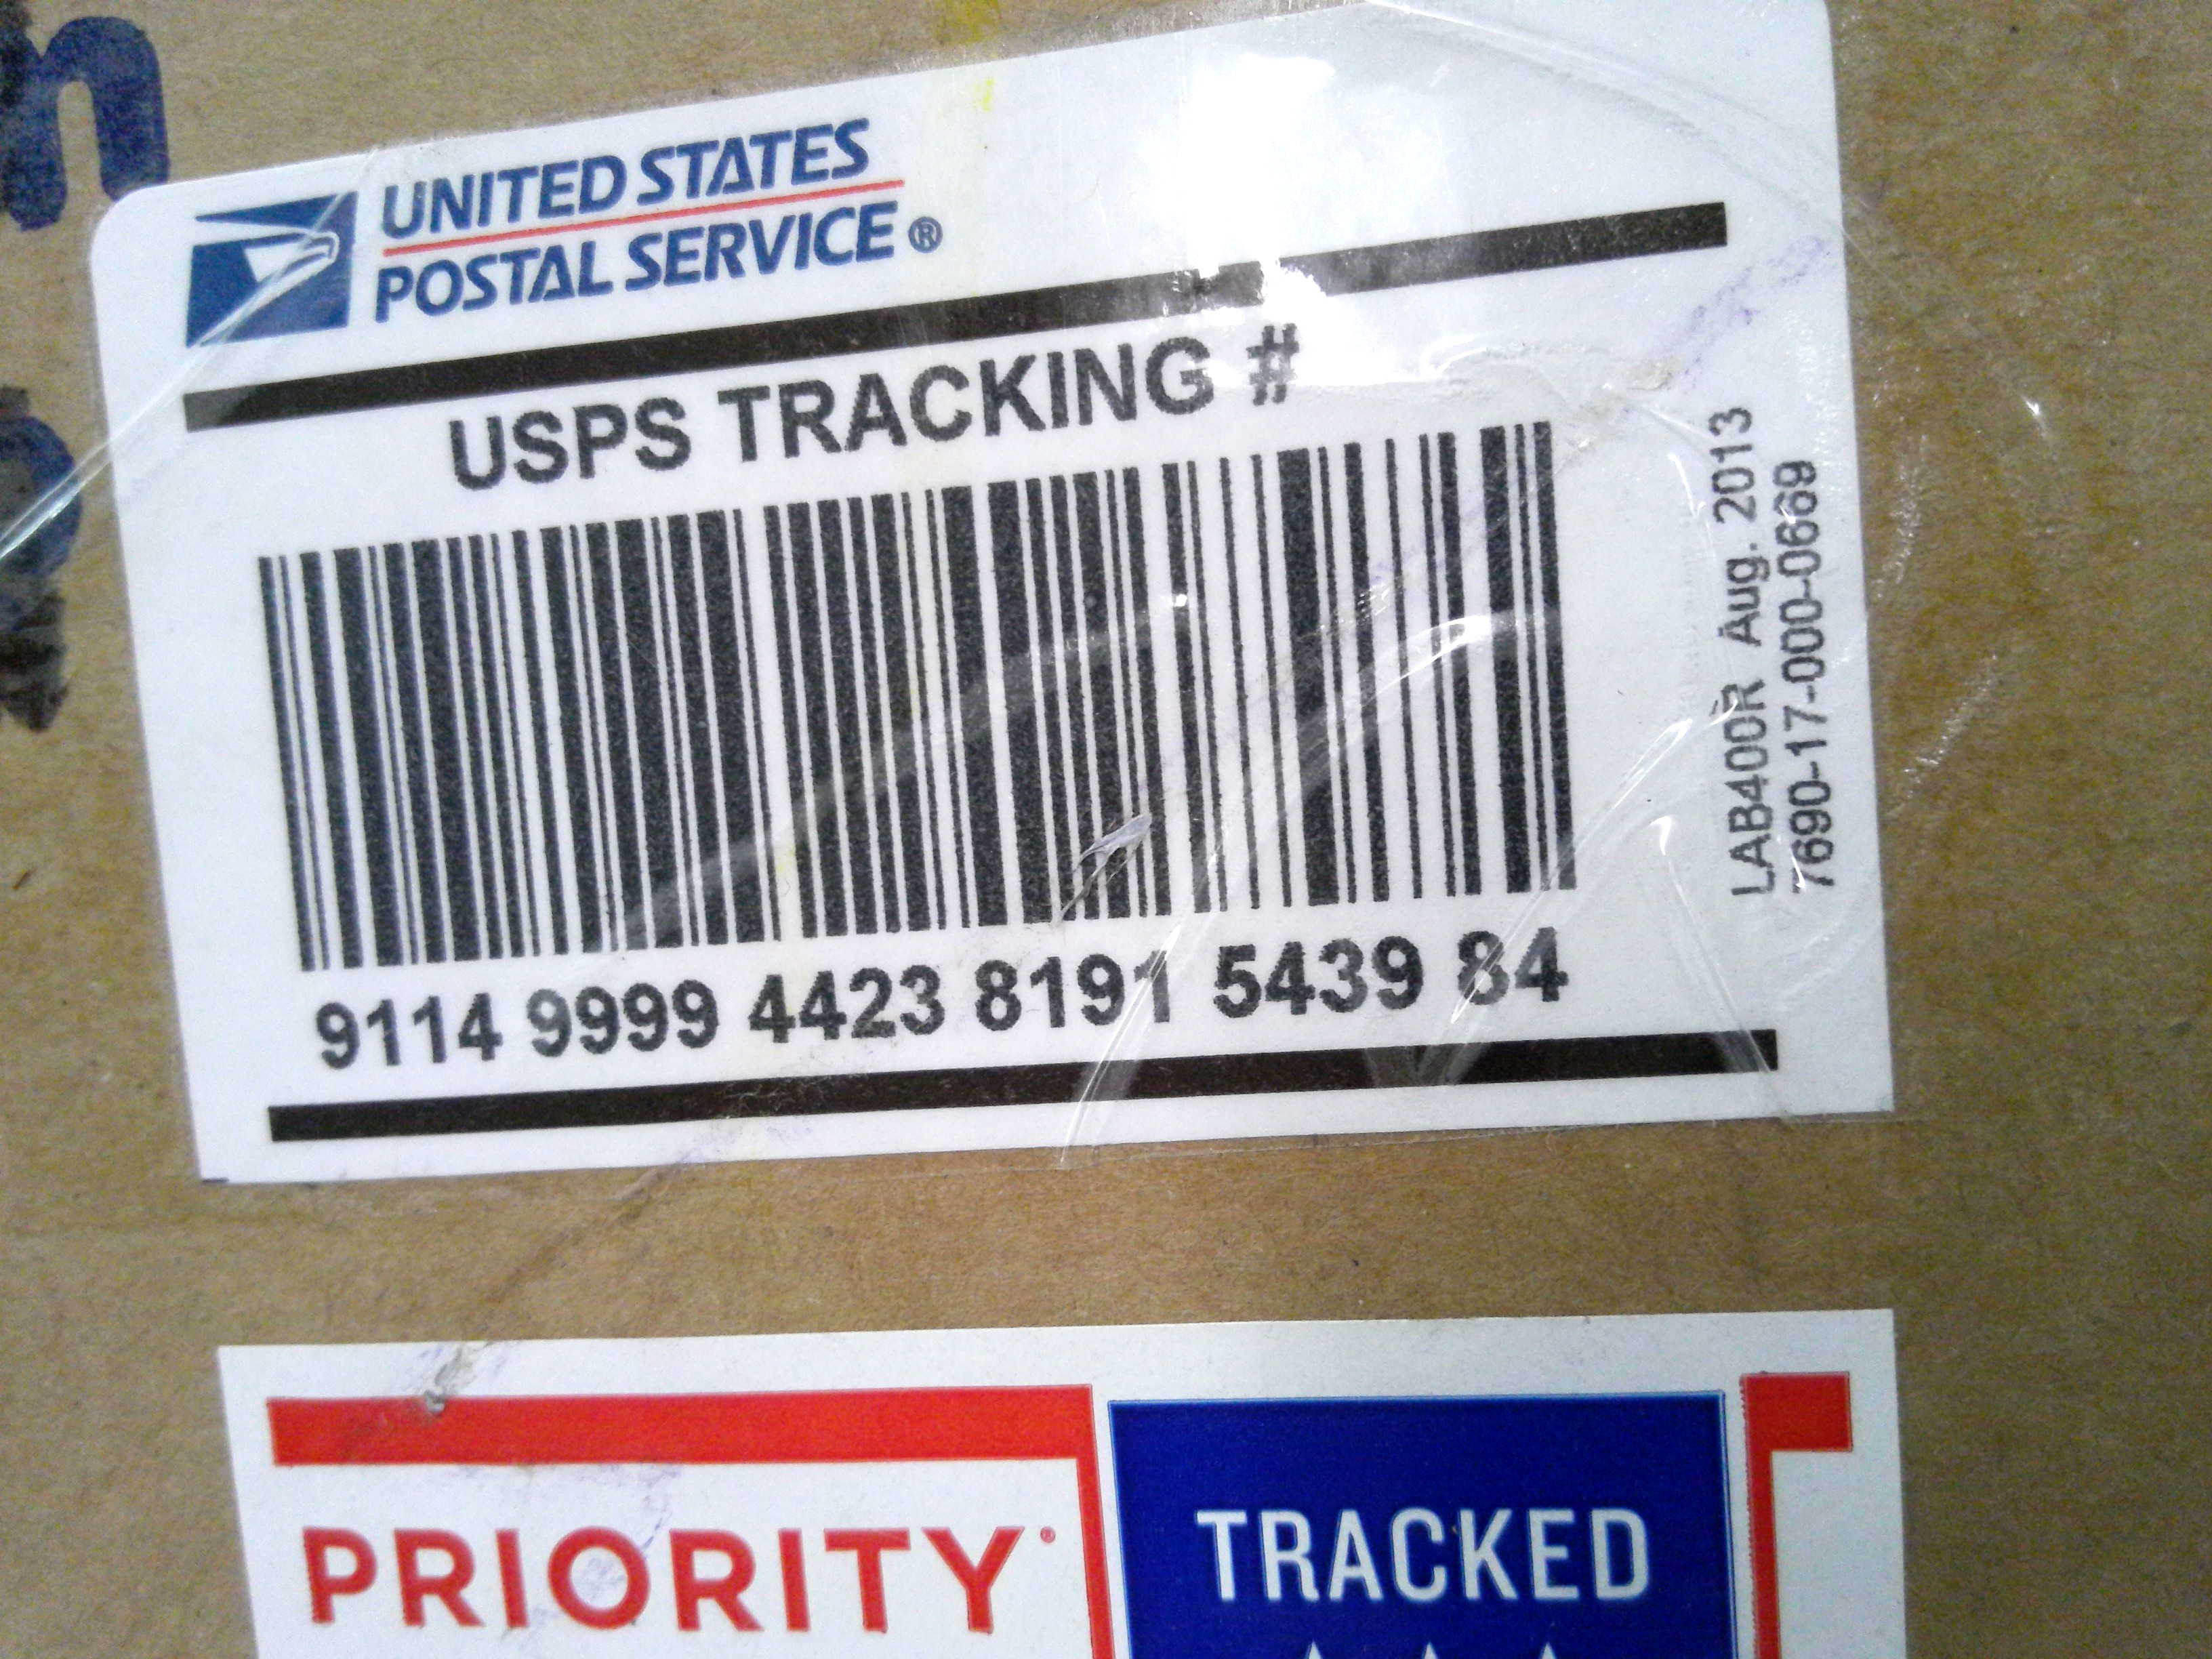 UNITED STATES
POSTAL SERVICE®
USPS TRACKING #
9114 9999 4423 8191 5439 84
LAB400R Aug. 2013
7690-17-000-0669
PRIORITY®
TRACKED